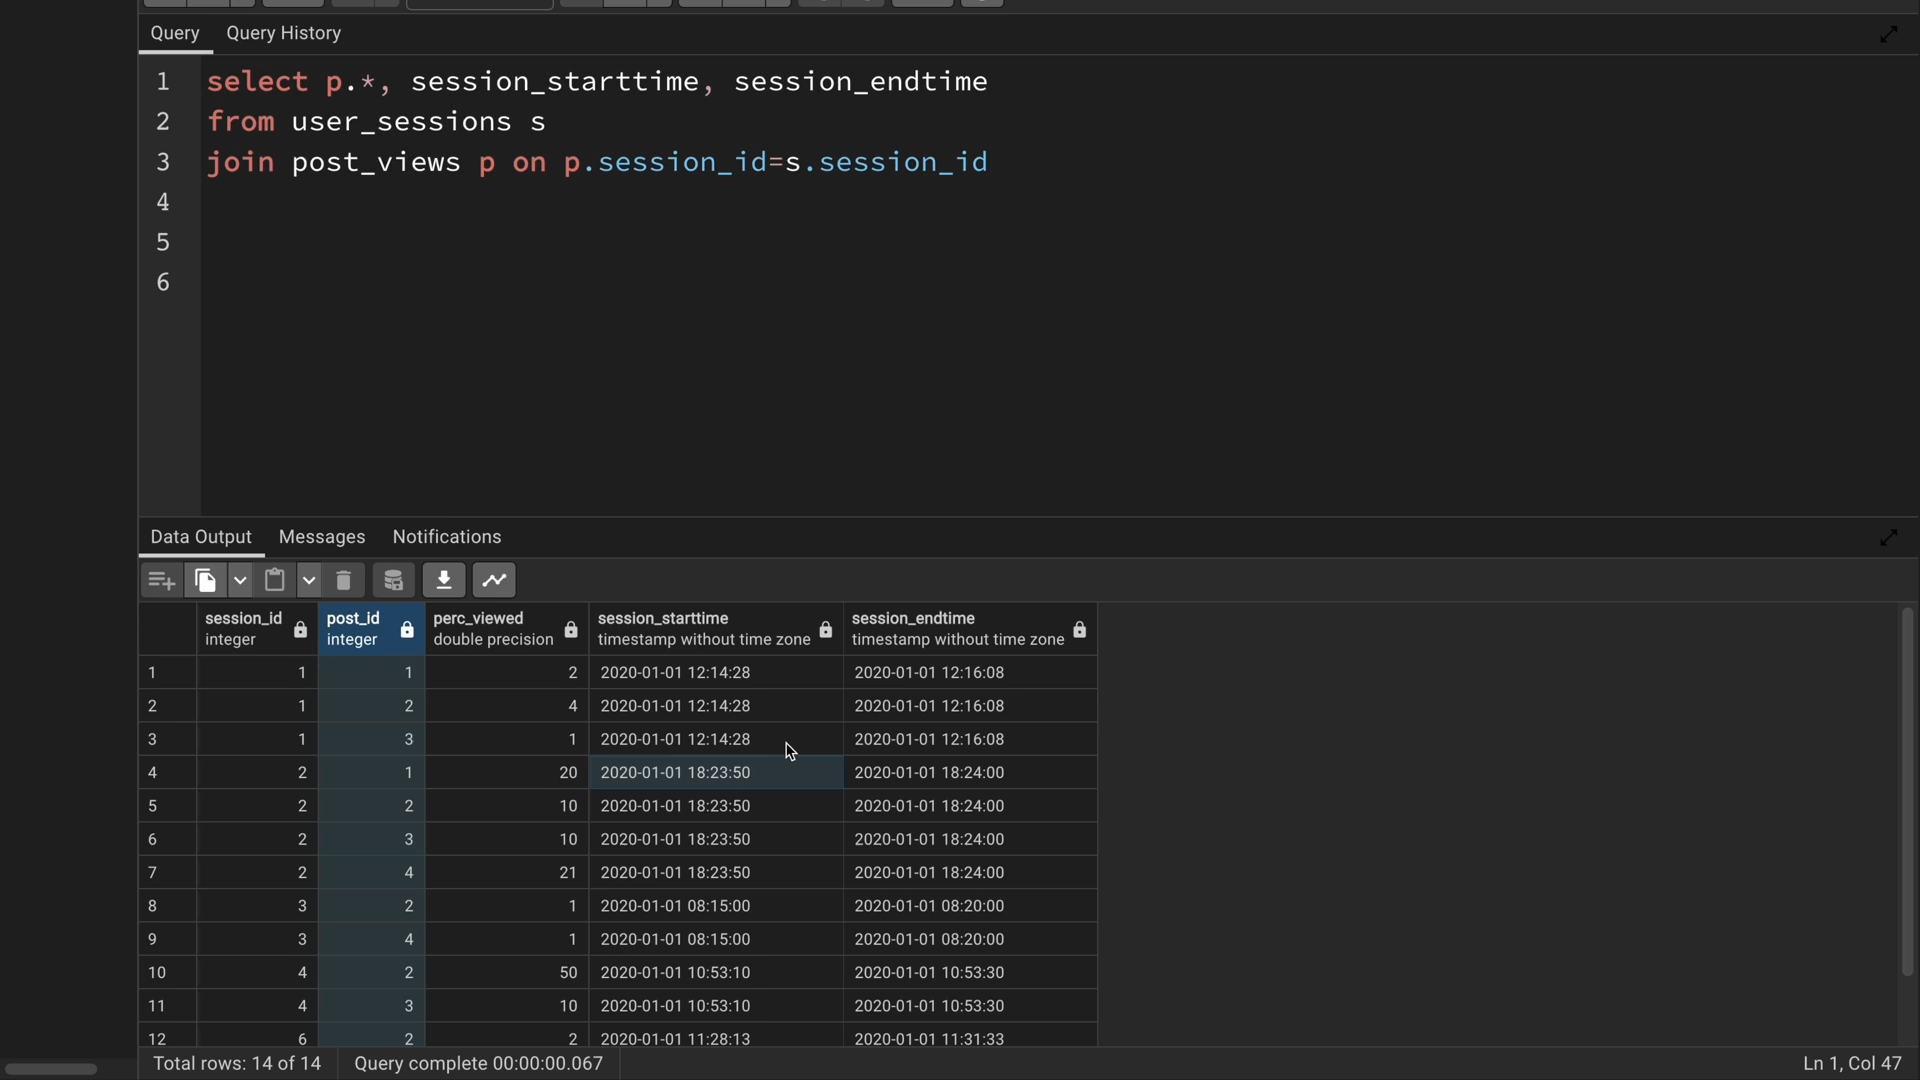 Query Query History
1 select p.*, session_starttime, session_endtime
2 from user_sessions s
3 join post_views p on p.session_id=s.session_id
4
5
6
Data Output Messages Notifications
session_id post_id perc_viewed session_starttime session_endtime
integer integer double precision timestamp without time zone timestamp without time zone
1 1 1 2 2020-01-01 12:14:28 2020-01-01 12:16:08
2 1 2 4 2020-01-01 12:14:28 2020-01-01 12:16:08
3 1 3 1 2020-01-01 12:14:28 2020-01-01 12:16:08
4 2 1 20 2020-01-01 18:23:50 2020-01-01 18:24:00
5 2 2 10 2020-01-01 18:23:50 2020-01-01 18:24:00
6 2 3 10 2020-01-01 18:23:50 2020-01-01 18:24:00
7 2 4 21 2020-01-01 18:23:50 2020-01-01 18:24:00
8 3 2 1 2020-01-01 08:15:00 2020-01-01 08:20:00
9 3 4 1 2020-01-01 08:15:00 2020-01-01 08:20:00
10 4 2 50 2020-01-01 10:53:10 2020-01-01 10:53:30
11 4 3 10 2020-01-01 10:53:10 2020-01-01 10:53:30
12 6 2 2 2020-01-01 11:28:13 2020-01-01 11:31:33
Total rows: 14 of 14 Query complete 00:00:00.067 Ln 1, Col 47